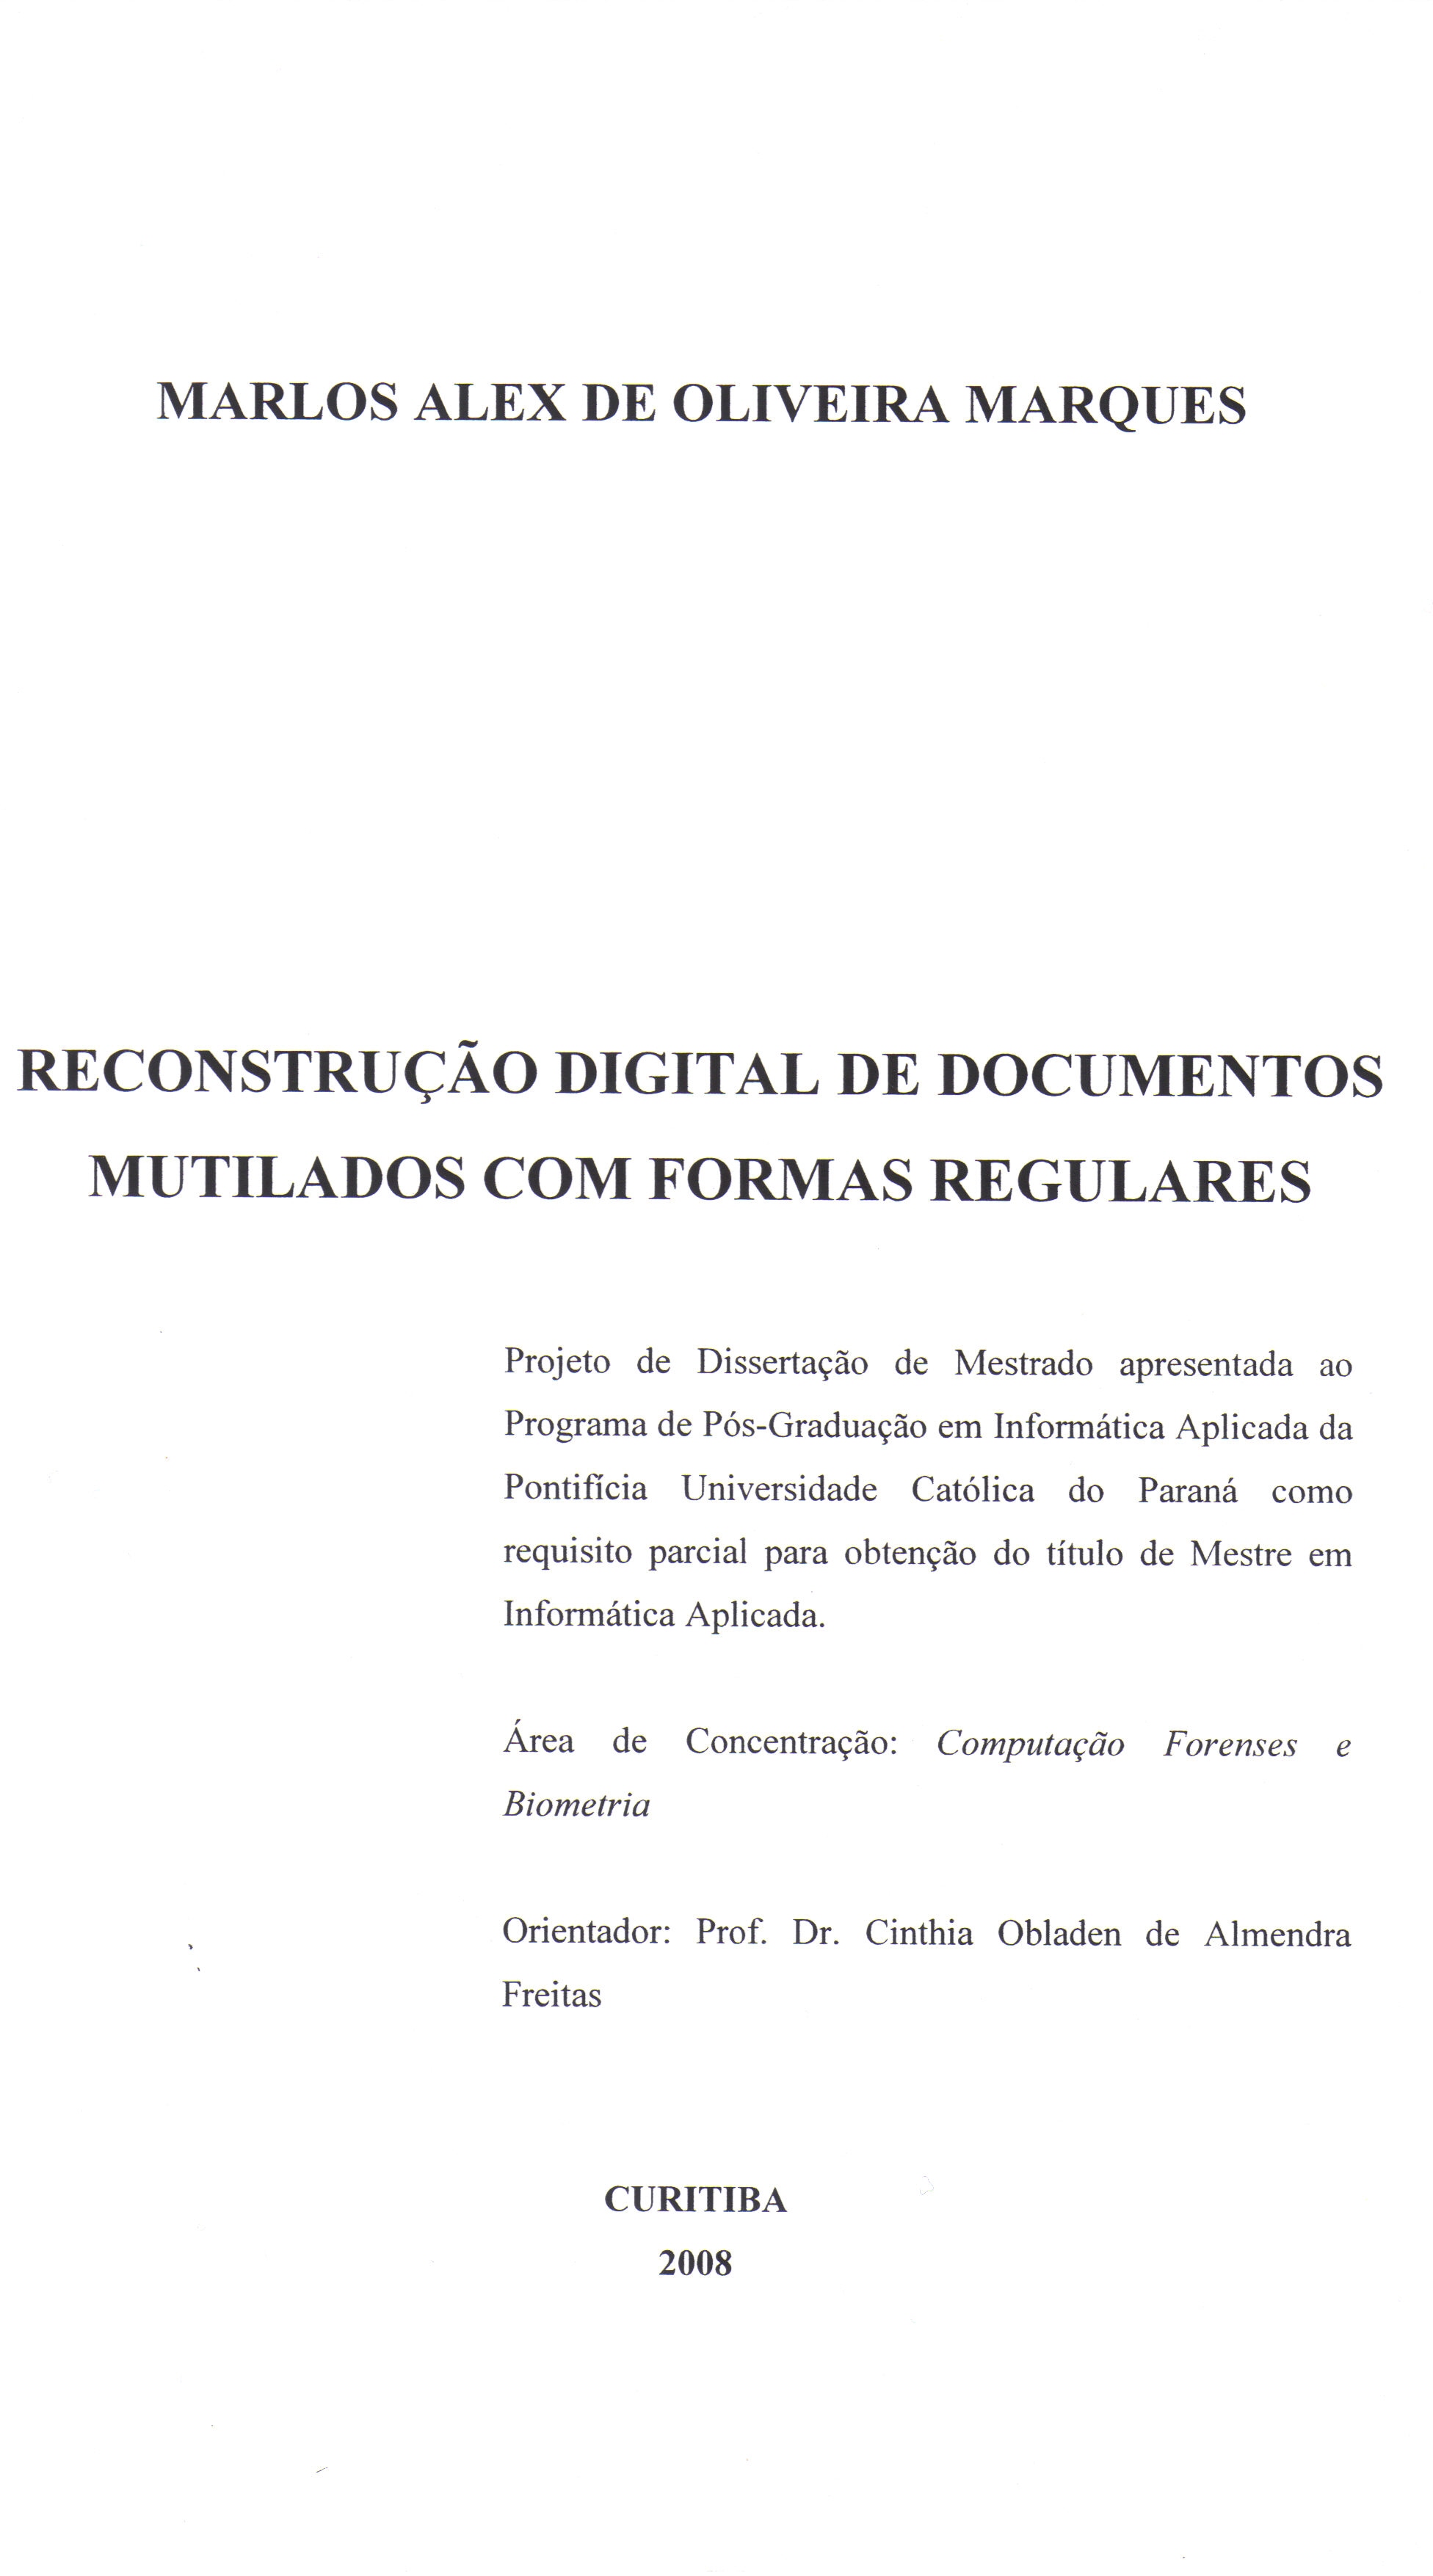 MARLOS ALEX DE OLIVEIRA MARQUES
RECONSTRUÇÃO DIGITAL DE DOCUMENTOS
MUTILADOS COM FORMAS REGULARES
Projeto de Dissertação de Mestrado apresentada ao
Programa de Pós-Graduação em Informática Aplicada da
Pontifícia Universidade Católica do Paraná como
requisito parcial para obtenção do título de Mestre em
Informática Aplicada.
Área de Concentração: Computação Forenses e
Biometria
Orientador: Prof. Dr. Cinthia Obladen de Almendra
Freitas
CURITIBA
2008